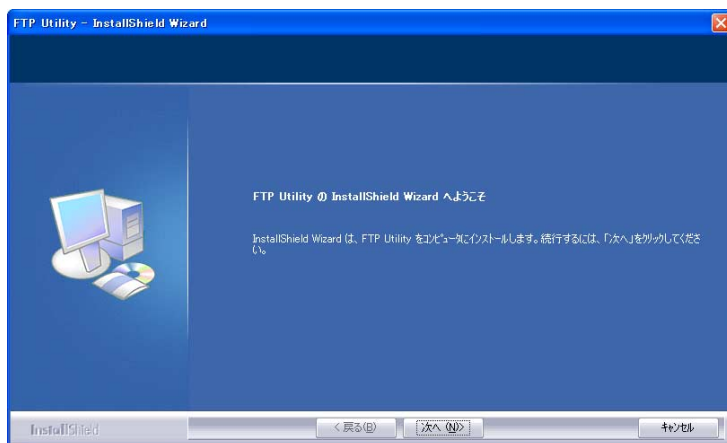 FTP Utility - InstallShield Wizard
FTP Utility の InstallShield Wizard へようこそ
InstallShield Wizard は、FTP Utility をｺﾝﾋﾟｭｰﾀにインストールします。続行するには、「次へ」をｸﾘｯｸしてくださ
い。
InstallShield
< 戻る(B)
次へ (N)>
ｷｬﾝｾﾙ